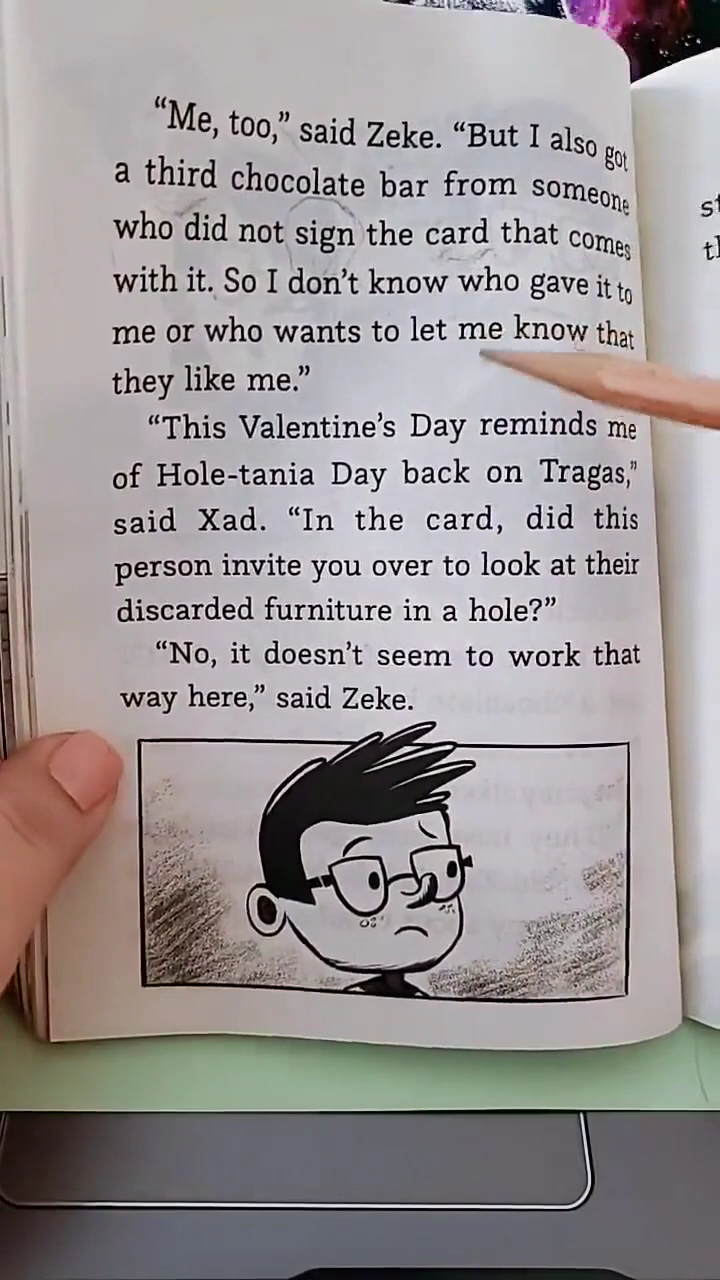 “Me, too,” said Zeke. “But I also got
a third chocolate bar from someone
who did not sign the card that comes
with it. So I don’t know who gave it to
me or who wants to let me know that
they like me.”
“This Valentine’s Day reminds me
of Hole-tania Day back on Tragas,”
said Xad. “In the card, did this
person invite you over to look at their
discarded furniture in a hole?”
“No, it doesn’t seem to work that
way here,” said Zeke.